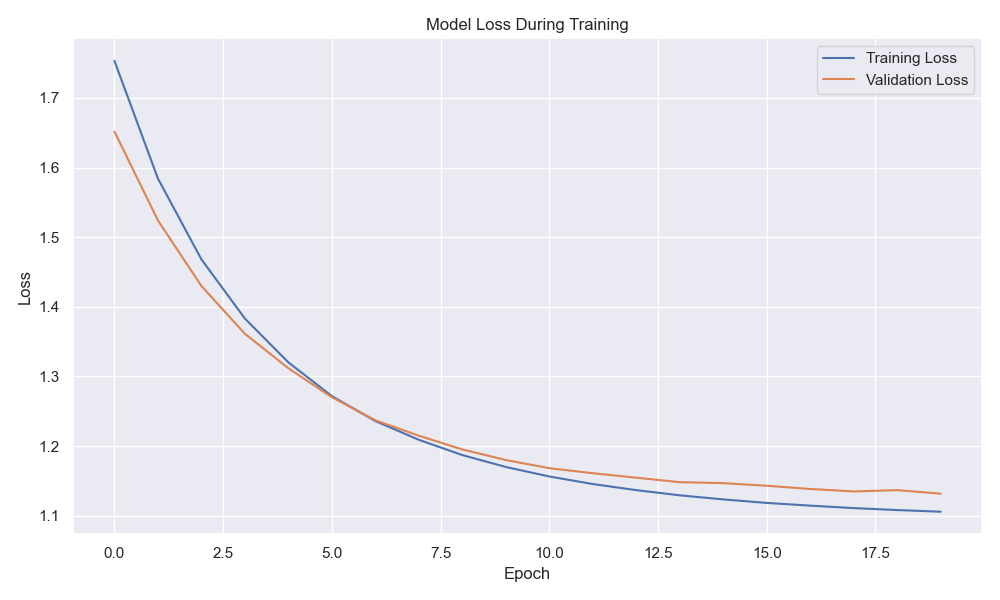 Model Loss During Training
Training Loss
Validation Loss
1.7
1.6
1.5
1.4
1.3
1.2
1.1
Loss
0.0 2.5 5.0 7.5 10.0 12.5 15.0 17.5
Epoch